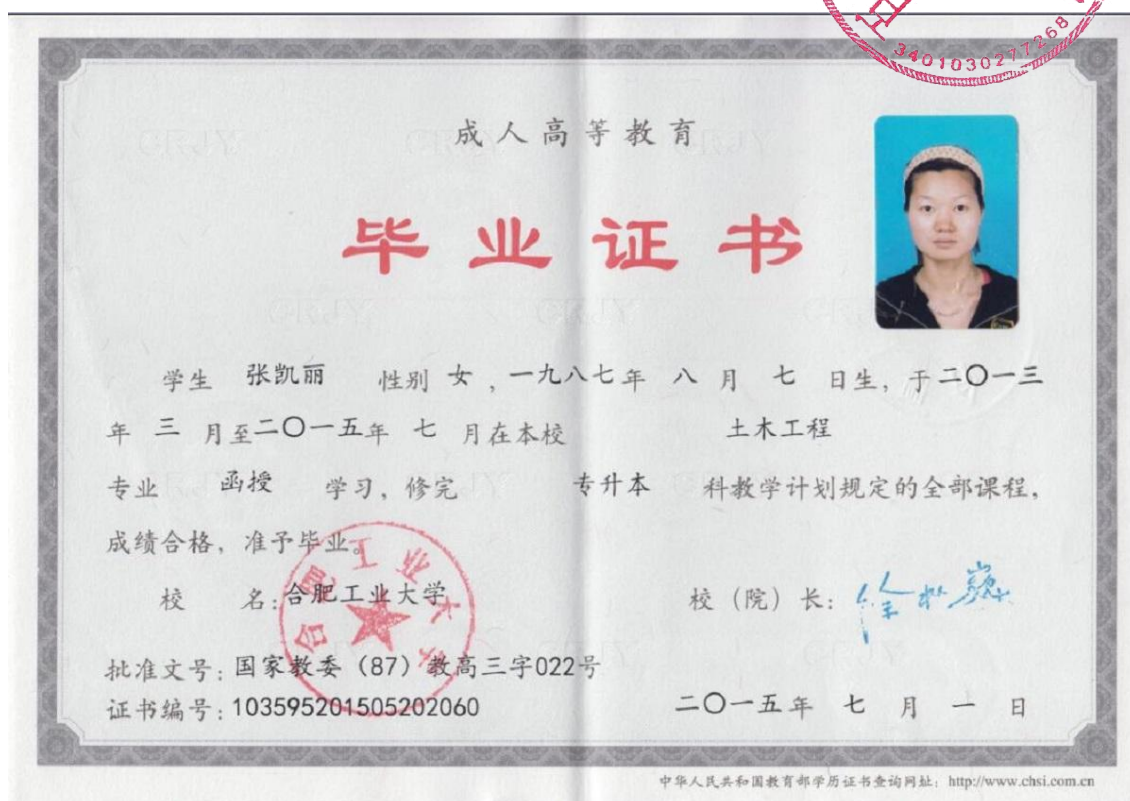 3401030277268
成人高等教育
毕业证书
学生 张凯丽 性别 女 ，一九八七年 八 月 七 日生，于二〇一三
年 三 月至二〇一五年 七 月在本校 土木工程
专业 函授 学习，修完 专升本 科教学计划规定的全部课程，
成绩合格，准予毕业。
校 名：合肥工业大学 校（院）长：
合肥工业大学
批准文号：国家教委（87）教高三字022号
证书编号：103595201505202060 二〇一五年 七 月 一 日
中华人民共和国教育部学历证书查询网址：http://www.chsi.com.cn